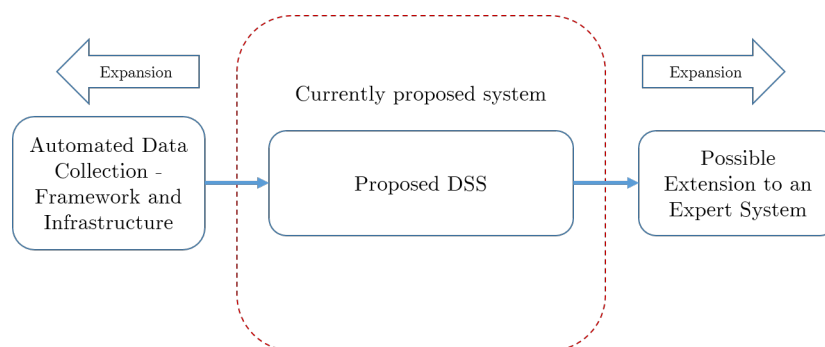 Expansion
Expansion
Currently proposed system
Automated Data
Collection -
Framework and
Infrastructure
Proposed DSS
Possible
Extension to an
Expert System